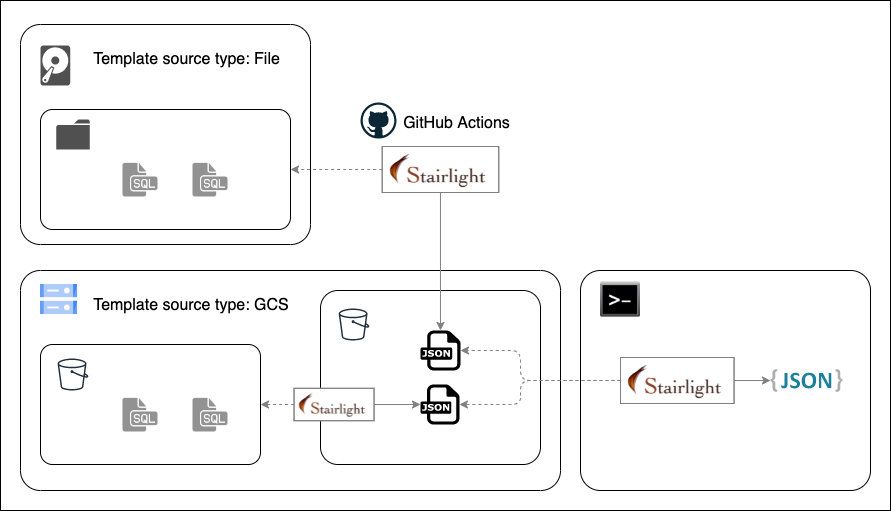 Template source type: File
GitHub Actions
SQL
SQL
Stairlight
Template source type: GCS
>-
JSON
Stairlight
{JSON}
SQL
SQL
Stairlight
JSON